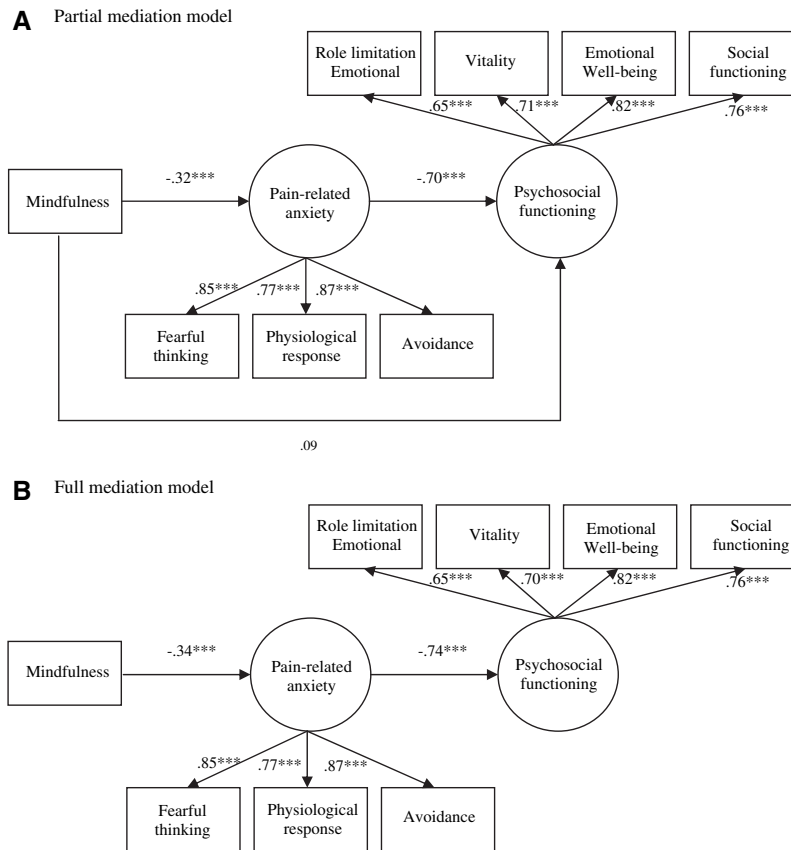 A Partial mediation model
Role limitation
Emotional
Vitality
Emotional
Well-being
Social
functioning
.65***
.71***
.82***
.76***
Mindfulness
-.32***
Pain-related
anxiety
-.70***
Psychosocial
functioning
.85***
.77***
.87***
Fearful
thinking
Physiological
response
Avoidance
.09
B Full mediation model
Role limitation
Emotional
Vitality
Emotional
Well-being
Social
functioning
.65***
.70***
.82***
.76***
Mindfulness
-.34***
Pain-related
anxiety
-.74***
Psychosocial
functioning
.85***
.77***
.87***
Fearful
thinking
Physiological
response
Avoidance